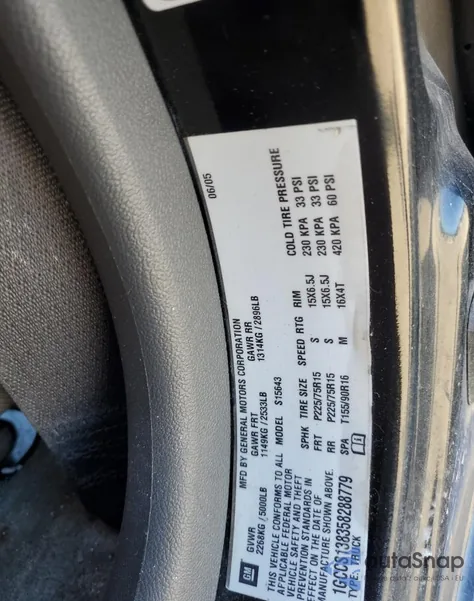 06/05
MFD BY GENERAL MOTORS CORPORATION
GVWR GAWR FRT GAWR RR
2268KG/5000LB 1149KG/2533LB 1314KG/2896LB
THIS VEHICLE CONFORMS TO ALL MODEL S15643
APPLICABLE FEDERAL MOTOR
VEHICLE SAFETY AND THEFT
PREVENTION STANDARDS IN
EFFECT ON THE DATE OF
MANUFACTURE SHOWN ABOVE.
1GCCS138558288779
TYPE: TRUCK
COLD TIRE PRESSURE
SPHK TIRE SIZE SPEED RTG RIM
FRT P225/75R15 S 15X6.5J 230 KPA 33 PSI
RR P225/75R15 S 15X6.5J 230 KPA 33 PSI
SPA T155/90R16 M 16X4T 420 KPA 60 PSI
GM
autoSnap